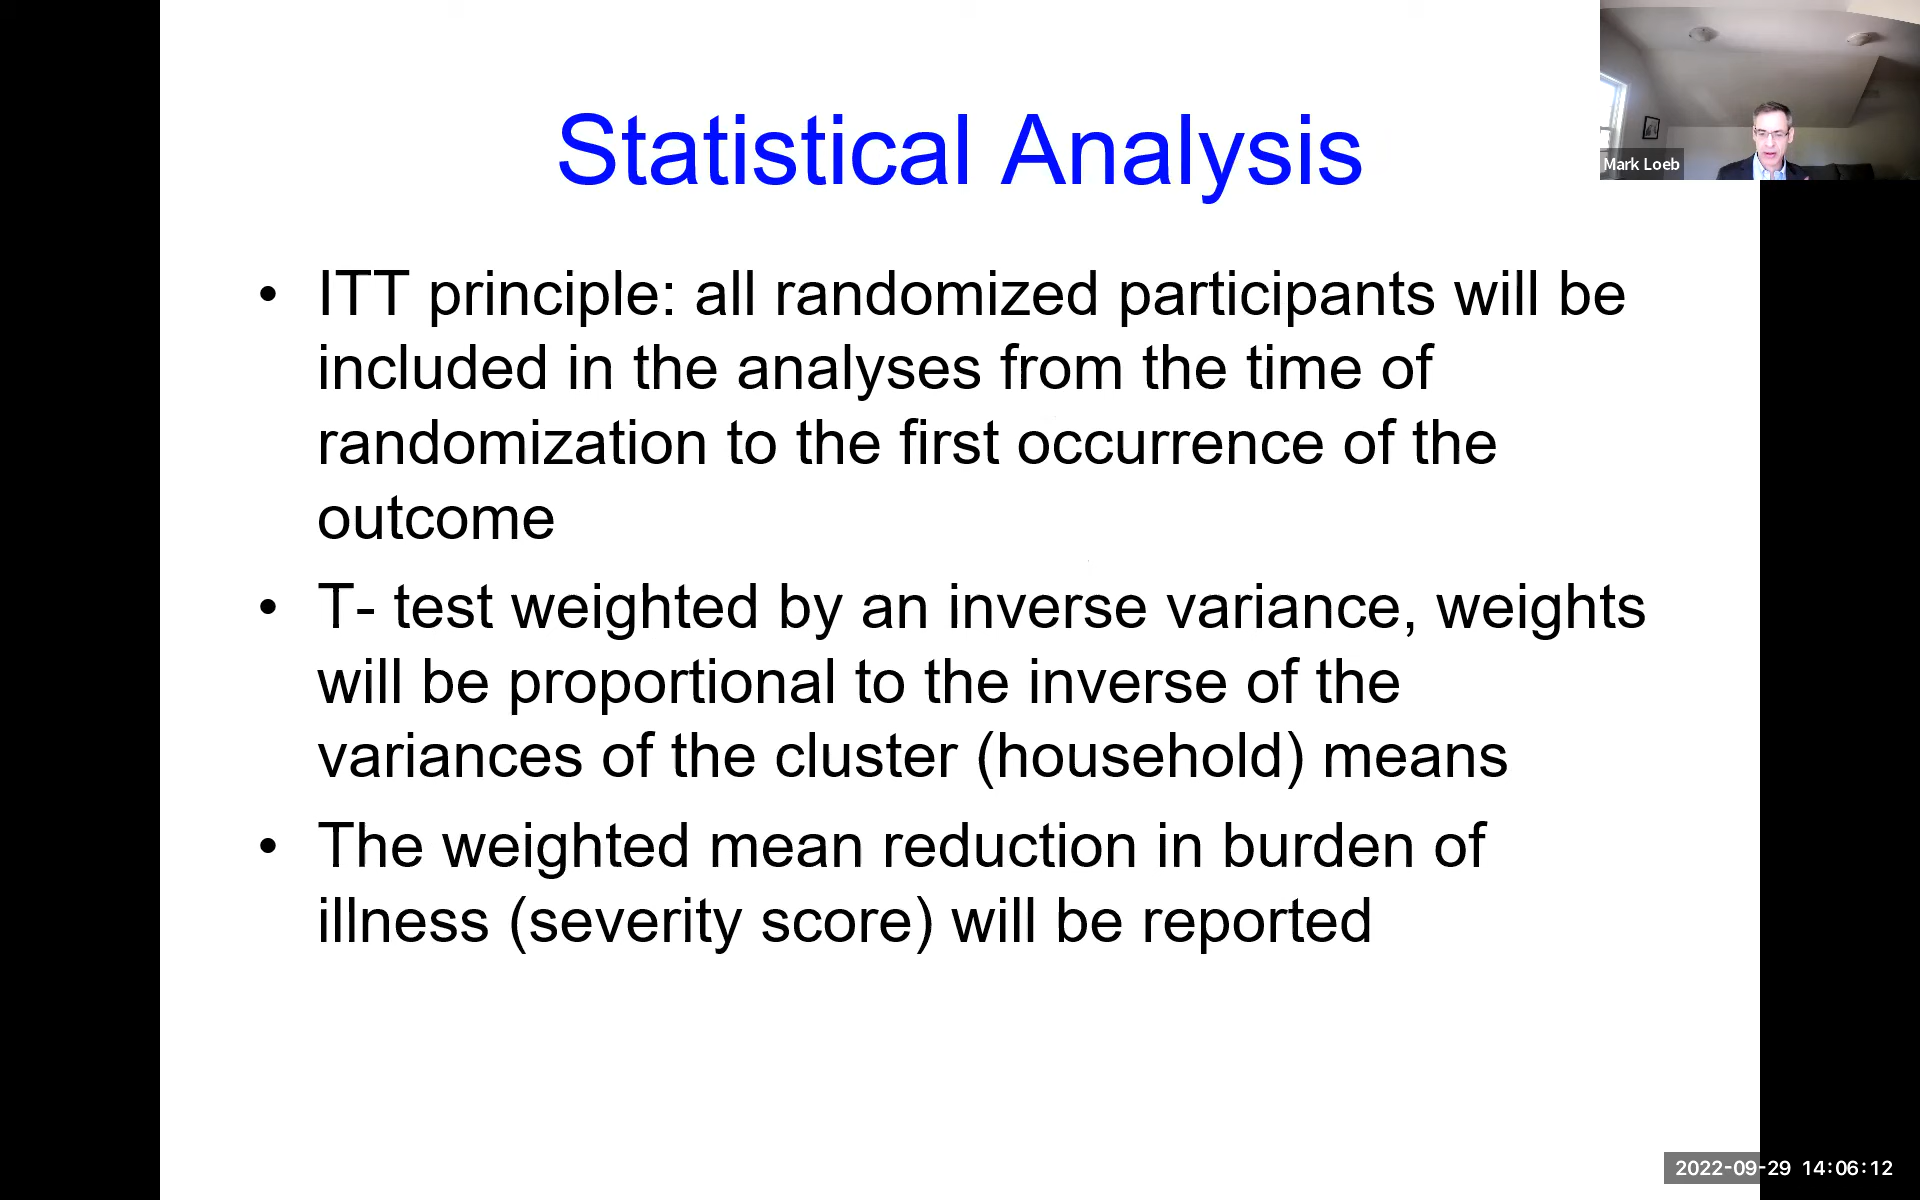 Statistical Analysis
Mark Loeb
• ITT principle: all randomized participants will be
included in the analyses from the time of
randomization to the first occurrence of the
outcome
• T- test weighted by an inverse variance, weights
will be proportional to the inverse of the
variances of the cluster (household) means
• The weighted mean reduction in burden of
illness (severity score) will be reported
2022-09-29 14:06:12